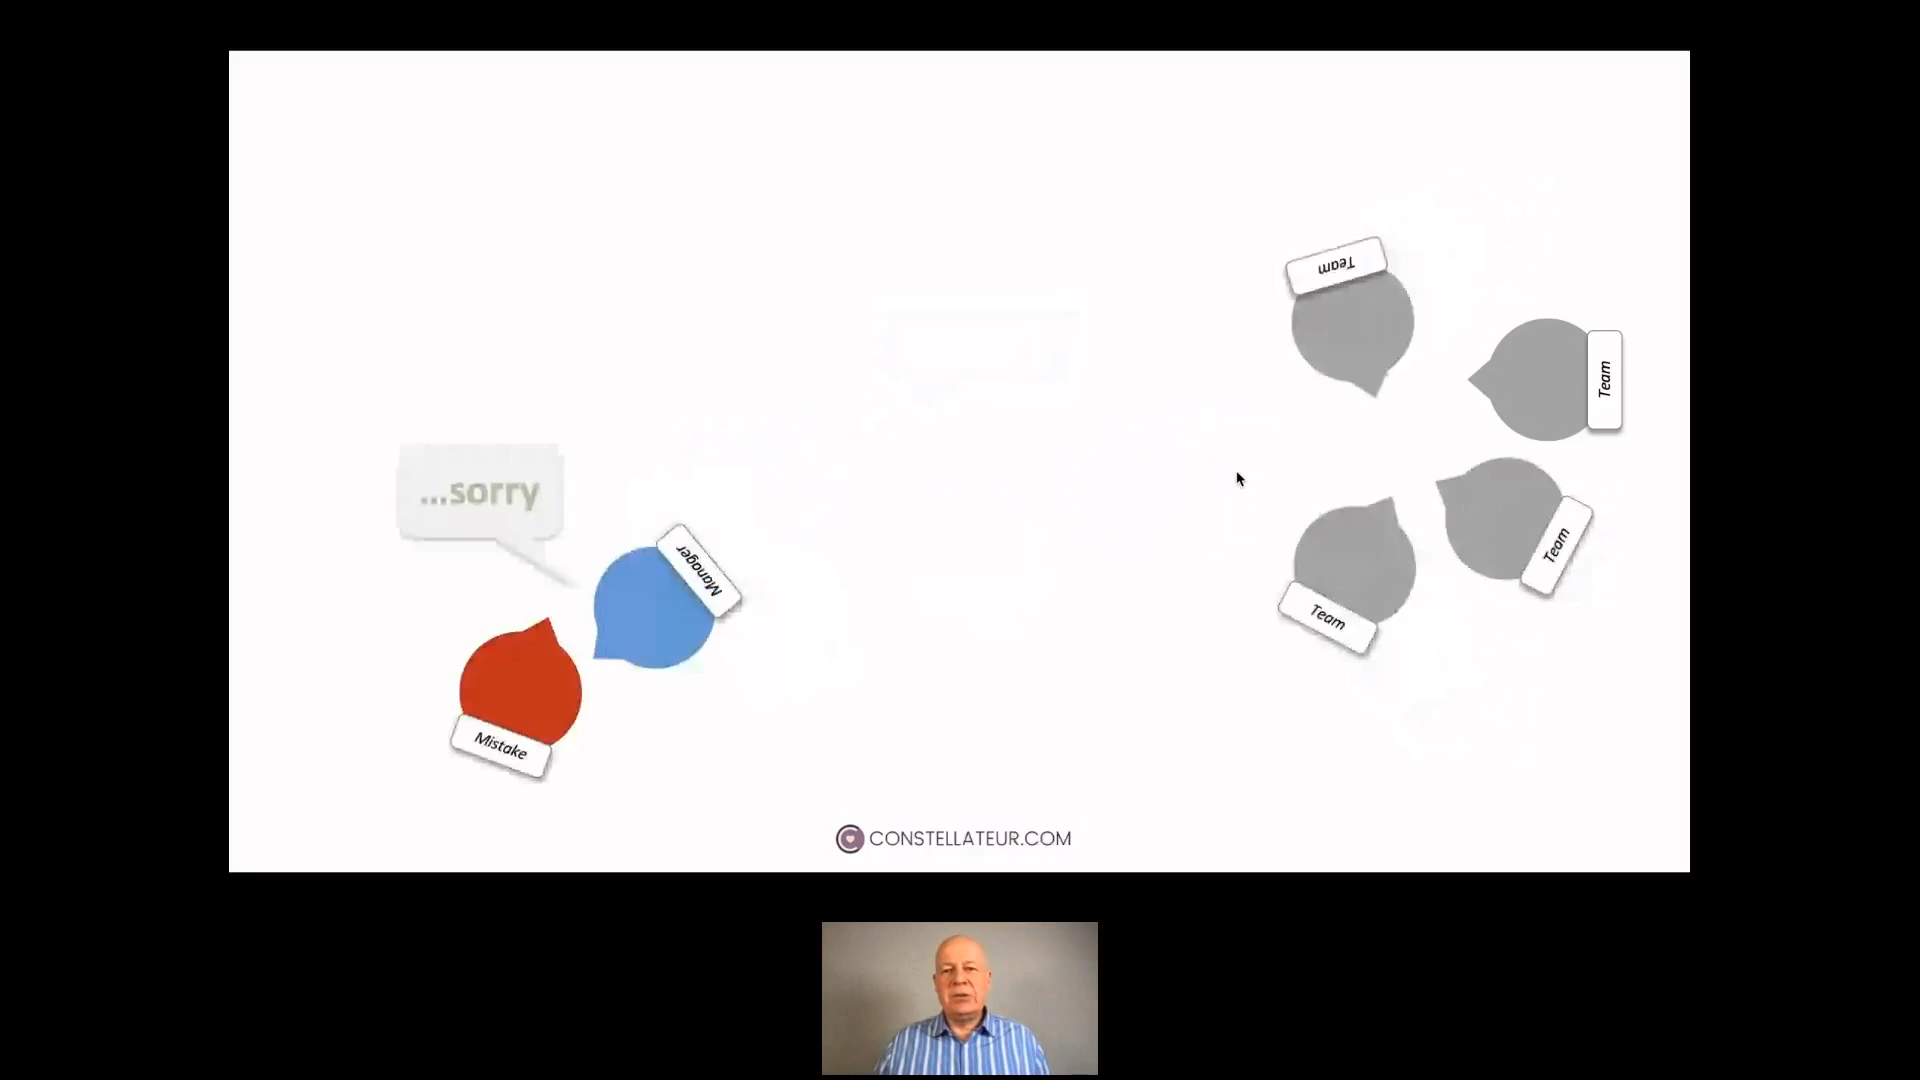 Team
Team
...sorry
Manager
Team
Team
Mistake
CONSTELLATEUR.COM